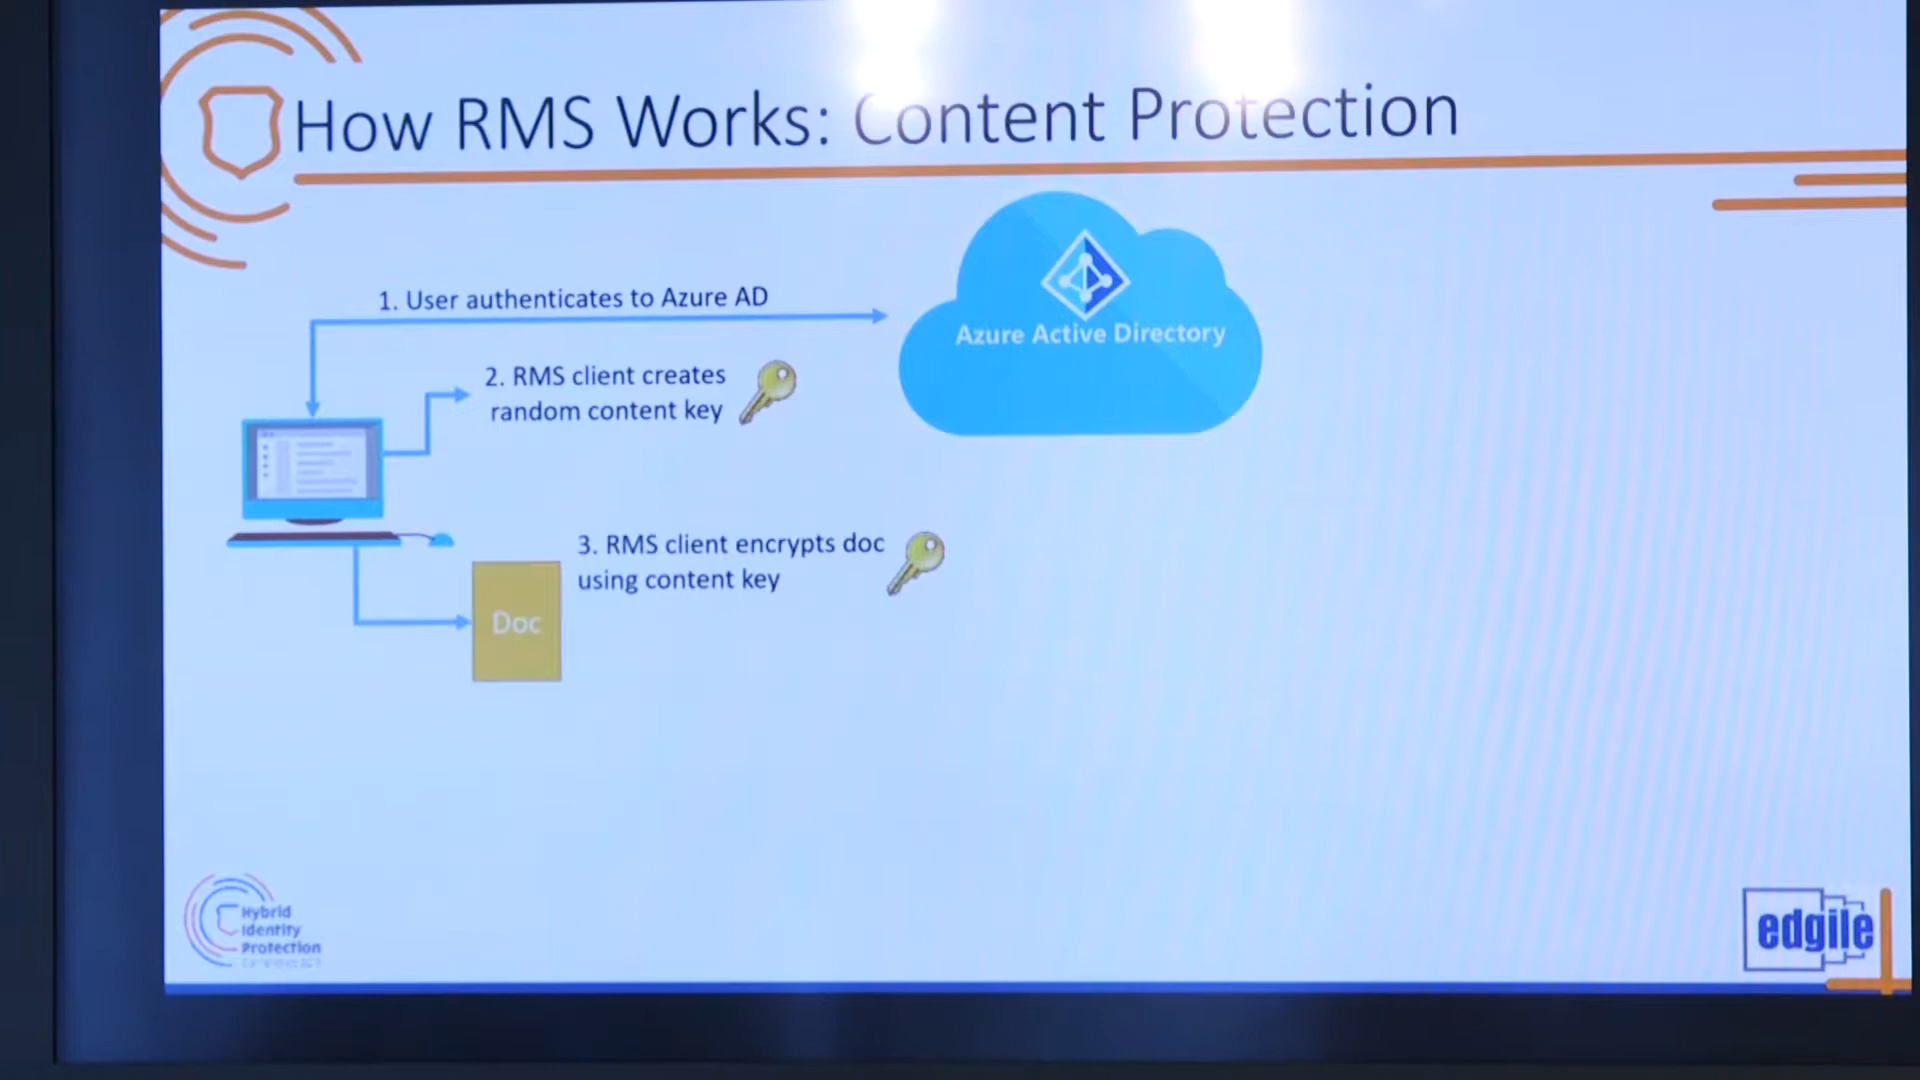 How RMS Works: Content Protection
1. User authenticates to Azure AD
Azure Active Directory
2. RMS client creates
random content key
3. RMS client encrypts doc
using content key
Doc
Hybrid
Identity
Protection
edgile